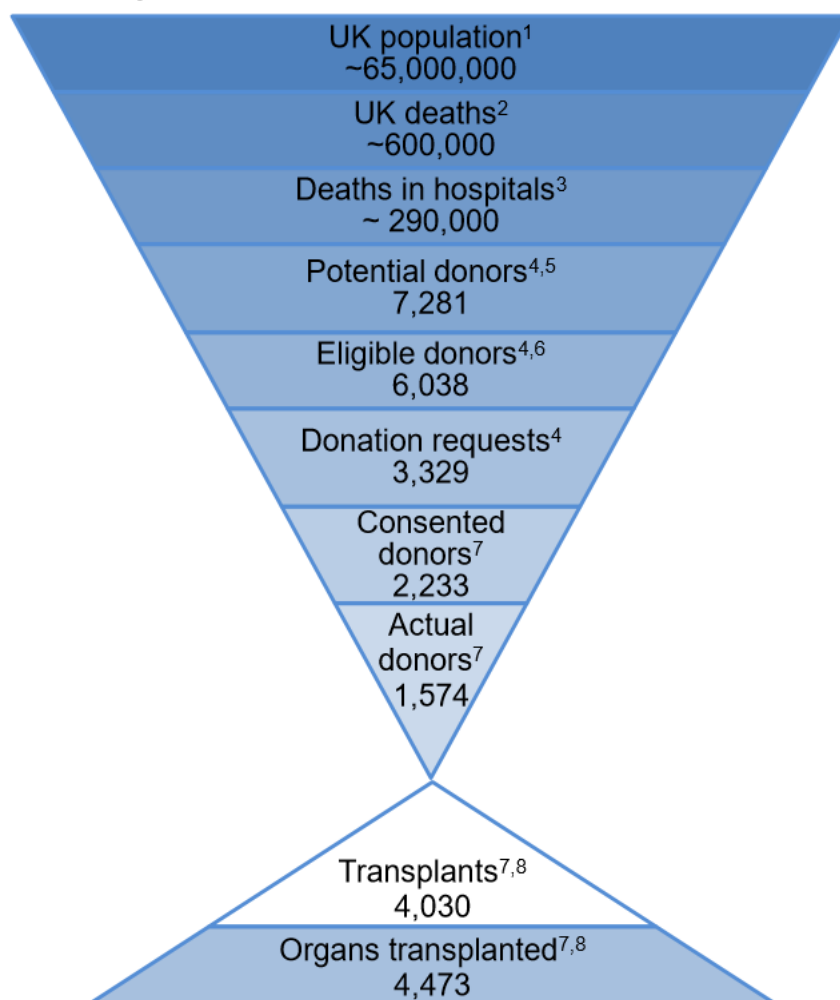 UK population1
~65,000,000
UK deaths2
~600,000
Deaths in hospitals3
~ 290,000
Potential donors4,5
7,281
Eligible donors4,6
6,038
Donation requests4
3,329
Consented
donors7
2,233
Actual
donors7
1,574
Transplants7,8
4,030
Organs transplanted7,8
4,473